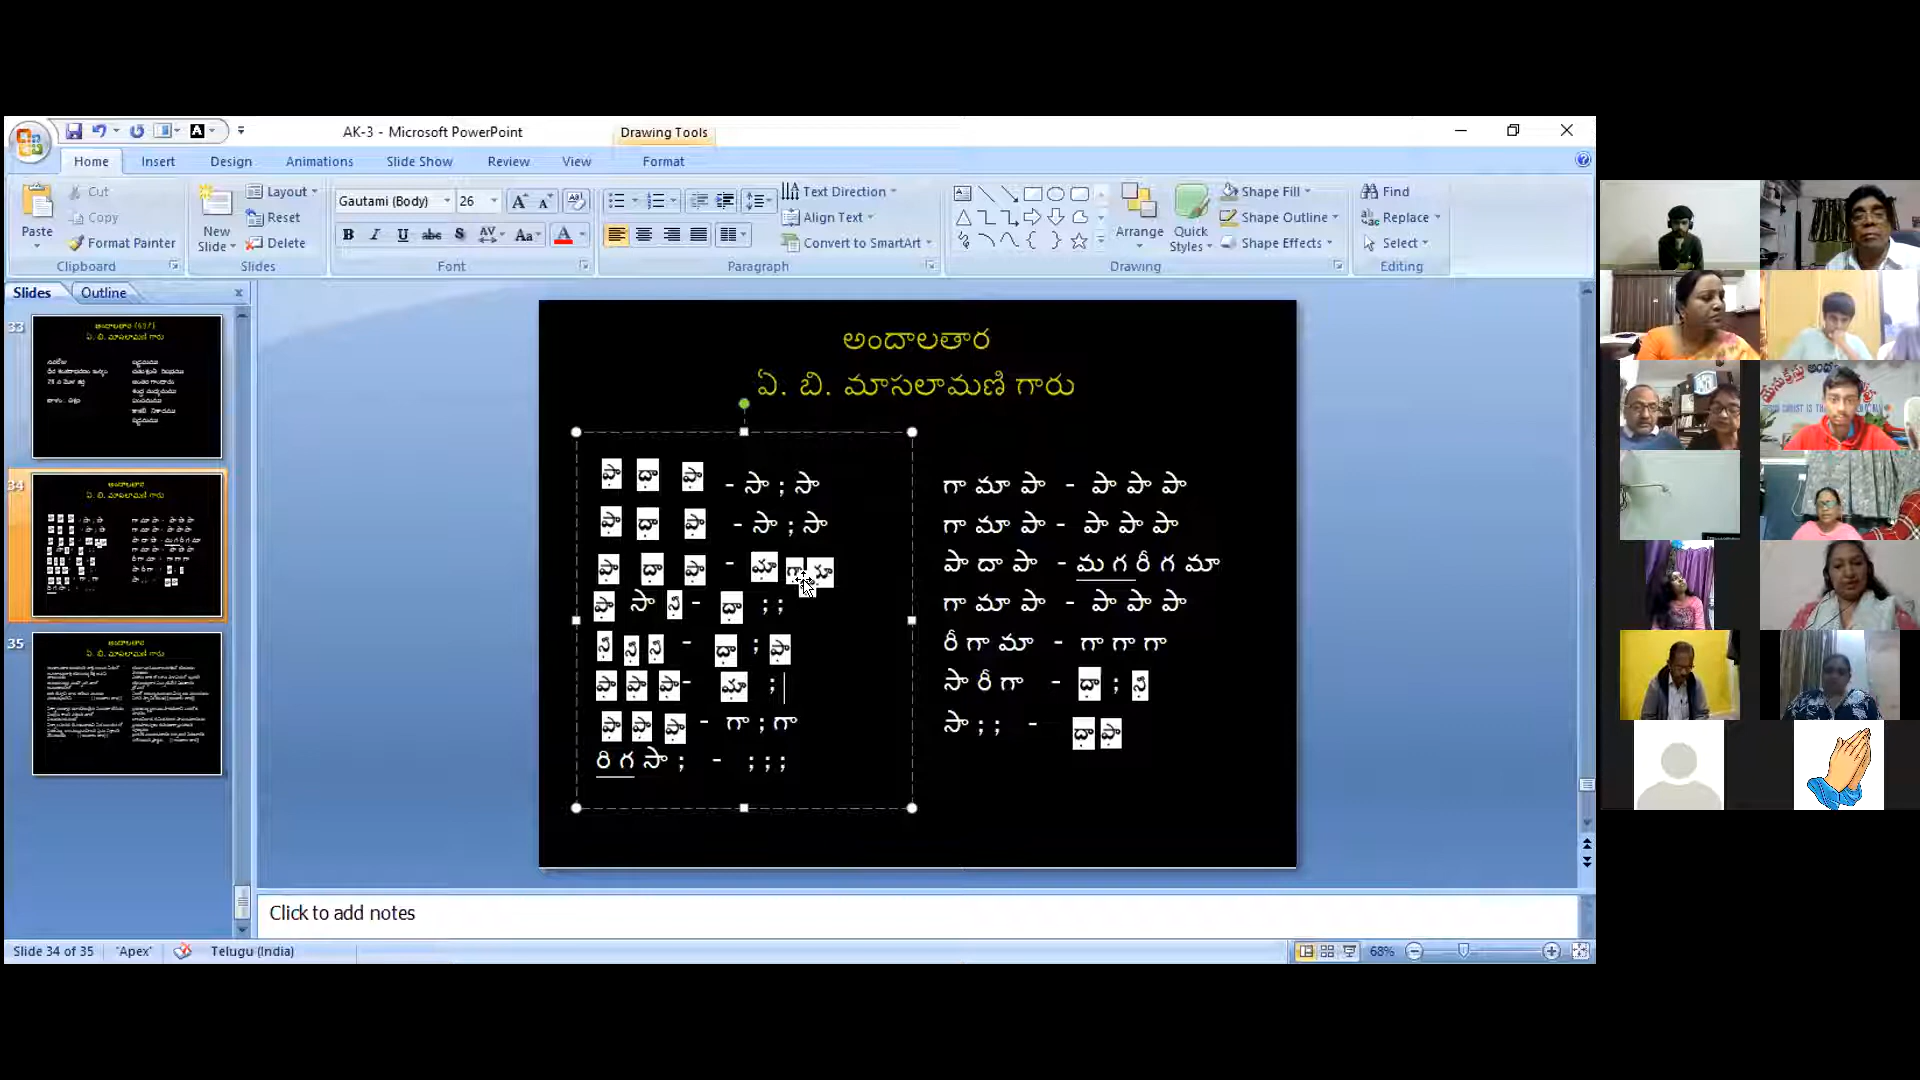 AK-3 - Microsoft PowerPoint
Drawing Tools
Home Insert Design Animations Slide Show Review View Format
Paste
Cut
Copy
Format Painter
Clipboard
New Slide
Layout
Reset
Delete
Slides
Gautami (Body) 26
Font
Paragraph
Text Direction
Align Text
Convert to SmartArt
Arrange
Quick Styles
Shape Fill
Shape Outline
Shape Effects
Drawing
Find
Replace
Select
Editing
Slides Outline
33
34
35
అందాలతార
ఏ. బి. మాసలామణి గారు
పా దా పా - సా ; సా
పా దా పా - సా ; సా
పా దా పా - మా గా మా
పా సా ని - దా ; ;
ని ని ని - దా ; పా
పా పా పా - మా ;
పా పా పా - గా ; గా
రి గ సా ; - ; ; ;
గా మా పా - పా పా పా
గా మా పా - పా పా పా
పా దా పా - మ గ రీ గ మా
గా మా పా - పా పా పా
రీ గా మా - గా గా గా
సా రీ గా - దా ; ని
సా ; ; - దా పా
Click to add notes
Slide 34 of 35 "Apex" Telugu (India) 68%